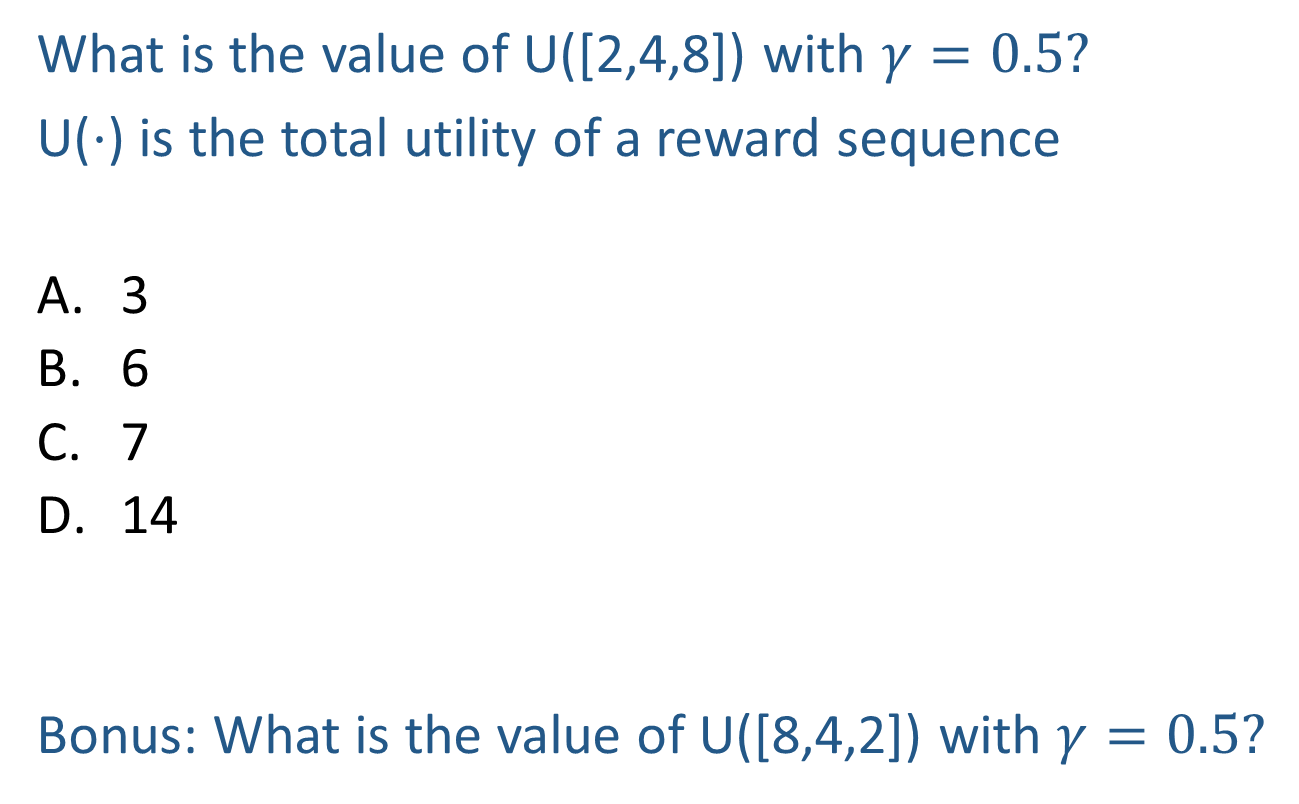 What is the value of U([2,4,8]) with γ = 0.5?
U(·) is the total utility of a reward sequence
A. 3
B. 6
C. 7
D. 14
Bonus: What is the value of U([8,4,2]) with γ = 0.5?